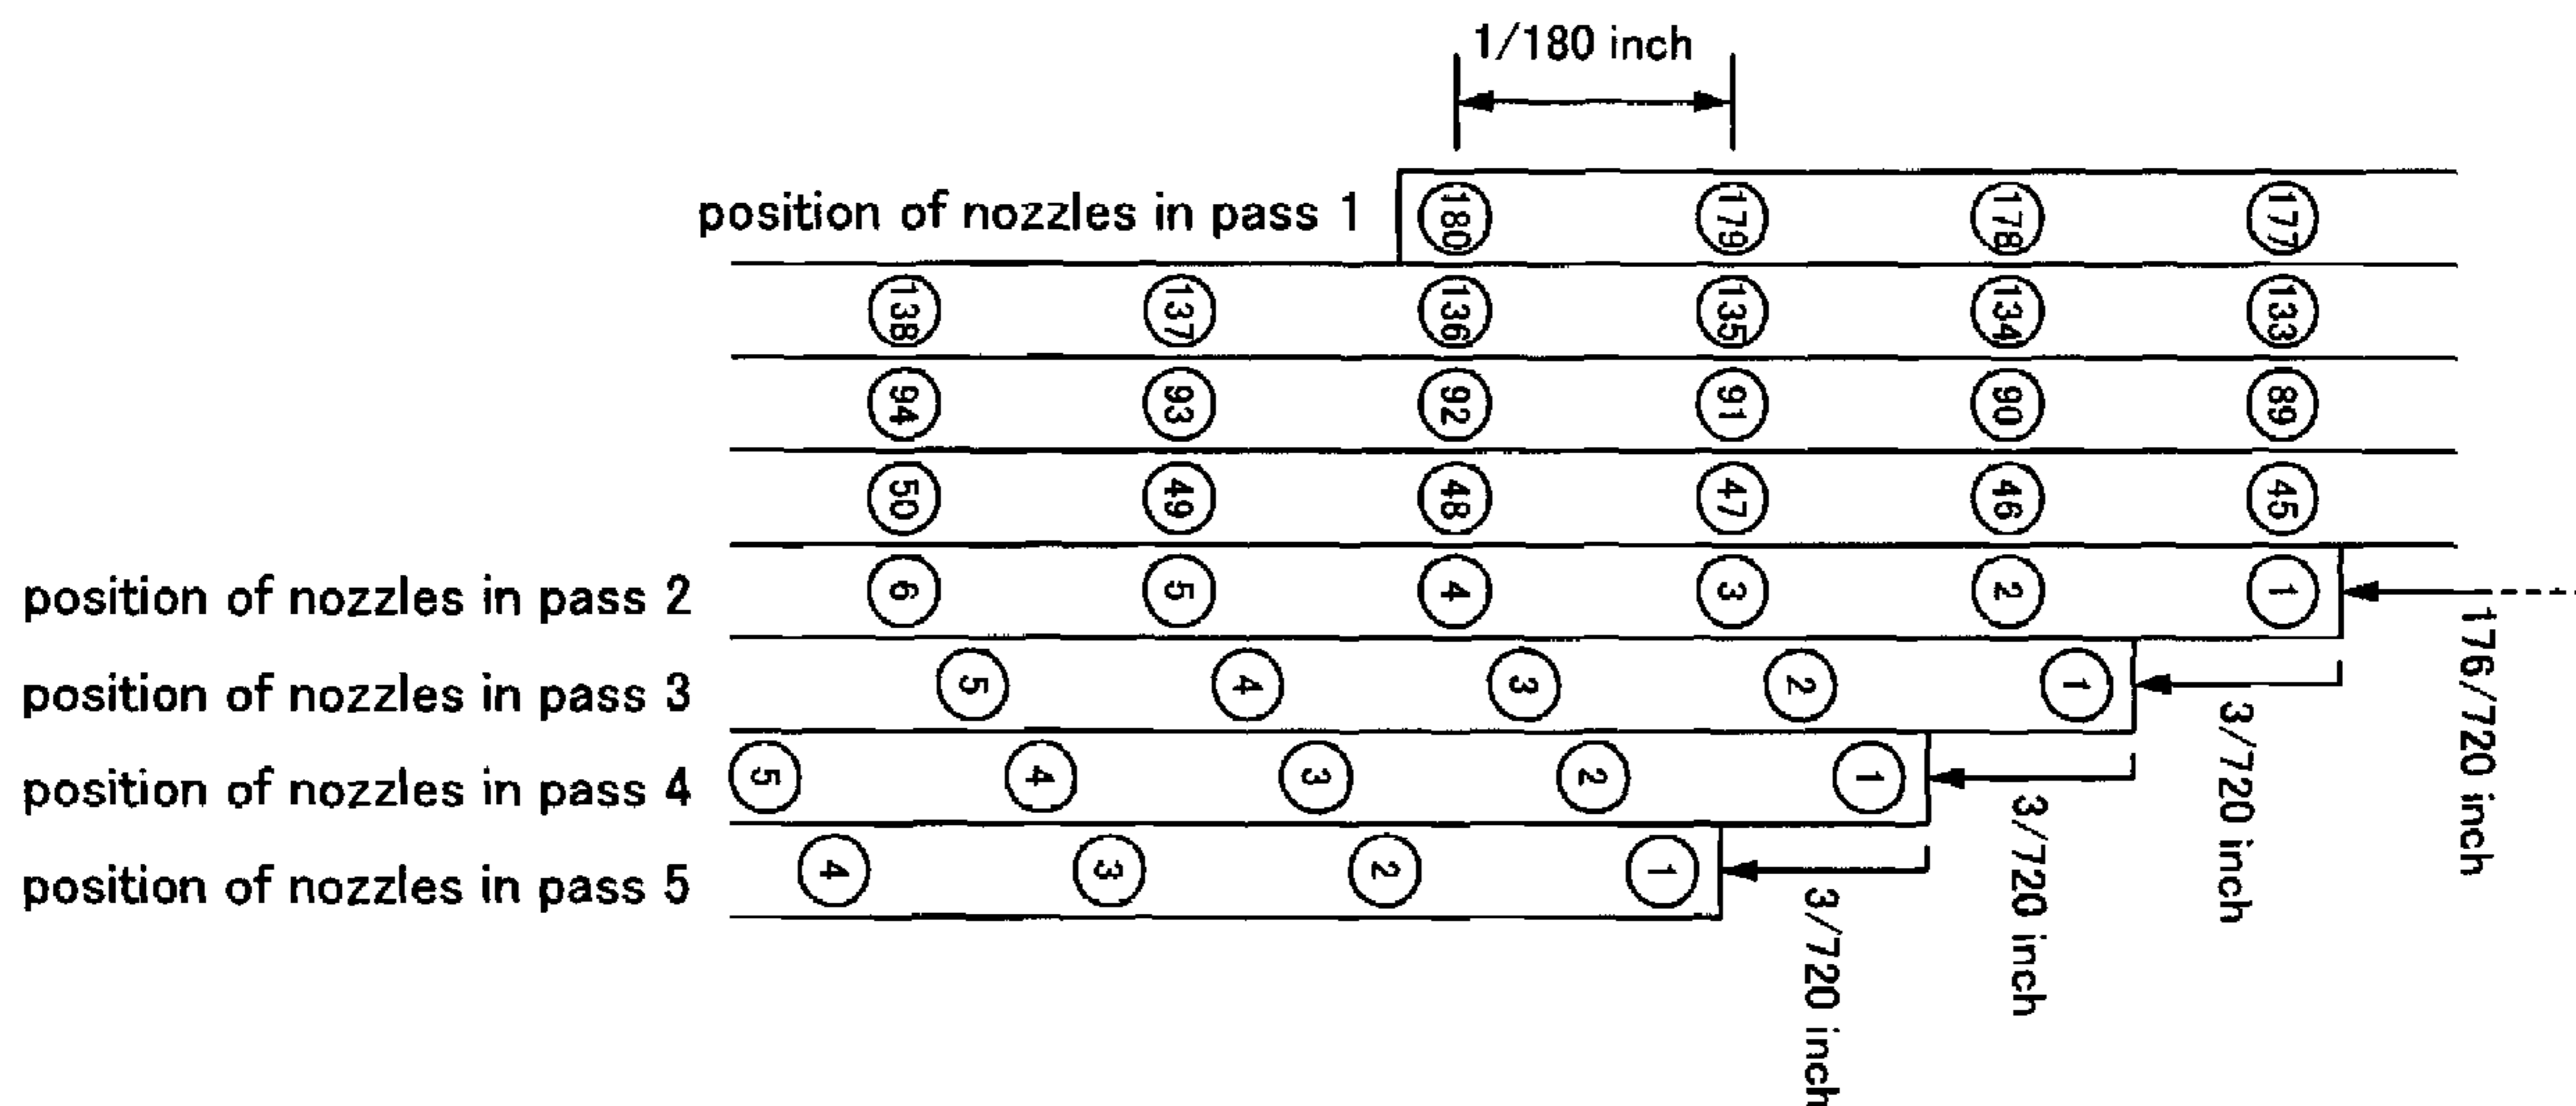 1/180 inch
position of nozzles in pass 1 180 179 178 177
138 137 136 135 134 133
94 93 92 91 90 89
50 49 48 47 46 45
position of nozzles in pass 2 6 5 4 3 2 1
176/720 inch
position of nozzles in pass 3 5 4 3 2 1
3/720 inch
position of nozzles in pass 4 5 4 3 2 1
3/720 inch
position of nozzles in pass 5 4 3 2 1
3/720 inch